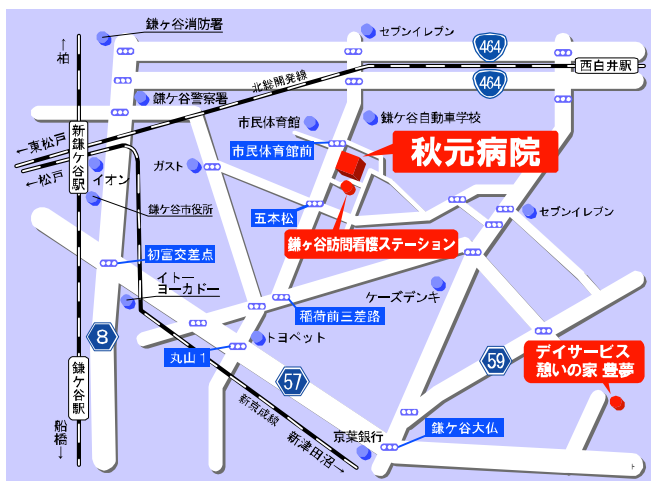 鎌ヶ谷消防署
セブンイレブン
↑柏
464
西白井駅
464
北総開発線
鎌ケ谷警察署
市民体育館
鎌ケ谷自動車学校
新鎌ケ谷駅
←東松戸
←松戸
市民体育館前
秋元病院
ガスト
イオン
鎌ケ谷市役所
五本松
セブンイレブン
鎌ヶ谷訪問看護ステーション
初富交差点
イトー
ヨーカドー
ケーズデンキ
稲荷前三差路
8
トヨペット
丸山1
デイサービス
憩いの家 豊夢
59
57
鎌ケ谷駅
新京成線
京葉銀行
鎌ケ谷大仏
船橋↓
新津田沼→